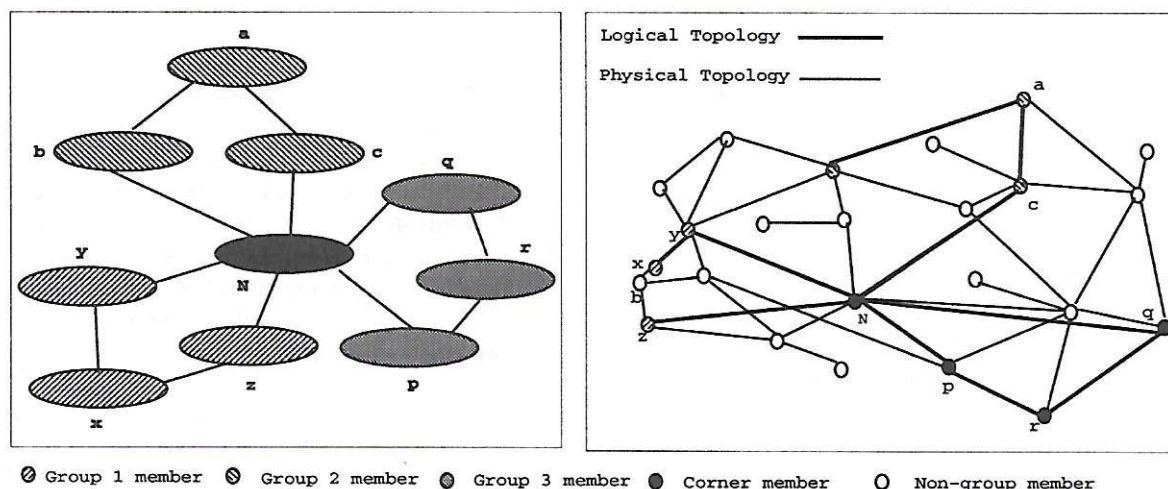 a
b
c
q
y
N
r
z
p
x
Logical Topology
Physical Topology
a
c
y
x
b
N
q
z
p
r
Group 1 member
Group 2 member
Group 3 member
Corner member
Non-group member